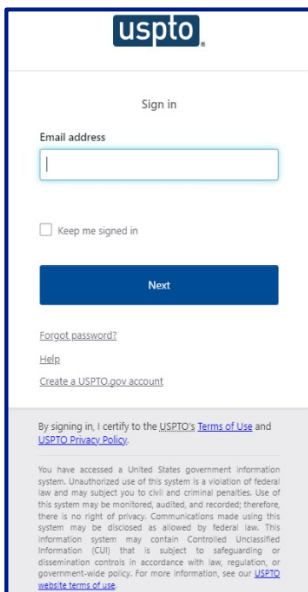 uspto®
Sign in
Email address
Keep me signed in
Next
Forgot password?
Help
Create a USPTO.gov account
By signing in, I certify to the USPTO's Terms of Use and
USPTO Privacy Policy.
You have accessed a United States government information
system. Unauthorized use of this system is a violation of federal
law and may subject you to civil and criminal penalties. Use of
this system may be monitored, audited, and recorded; therefore,
there is no right of privacy. Communications made using this
system may be disclosed as allowed by federal law. This
information system may contain Controlled Unclassified
Information (CUI) that is subject to safeguarding or
dissemination controls in accordance with law, regulation, or
government-wide policy. For more information, see our USPTO
website terms of use.